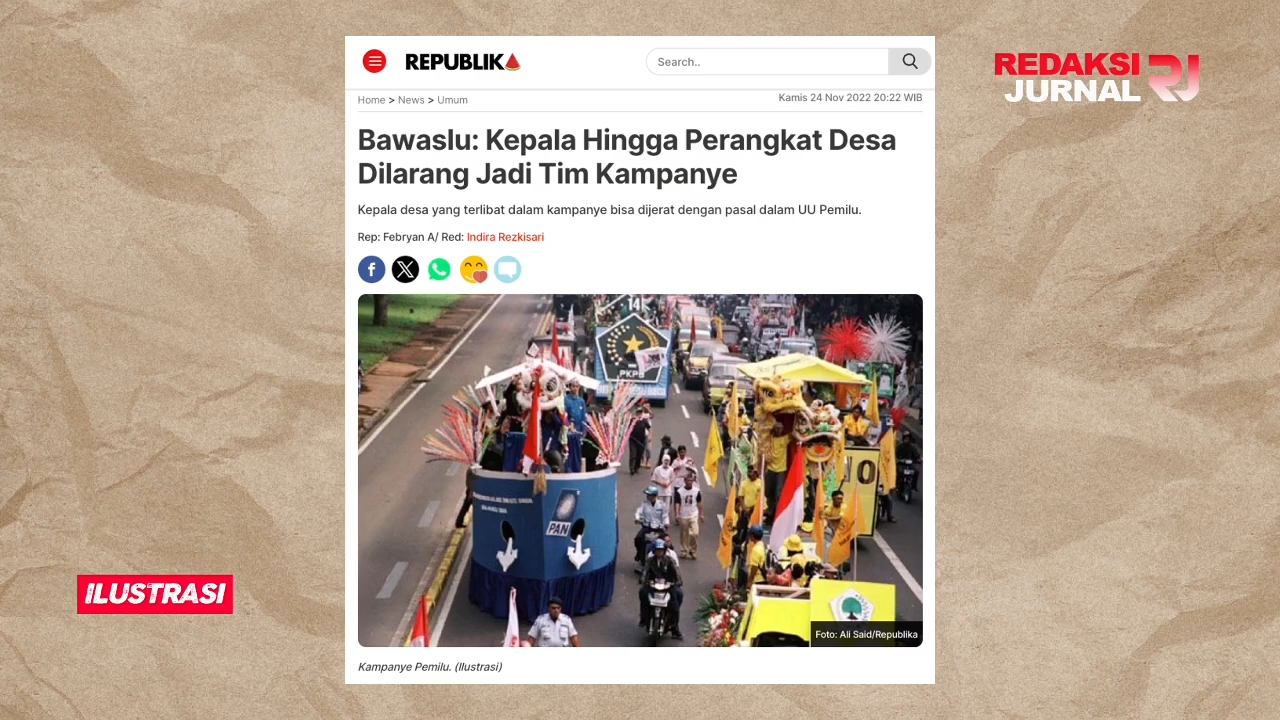 REPUBLIKA
Search..
REDAKSI
JURNAL RJ
Home > News > Umum
Kamis 24 Nov 2022 20:22 WIB
Bawaslu: Kepala Hingga Perangkat Desa
Dilarang Jadi Tim Kampanye
Kepala desa yang terlibat dalam kampanye bisa dijerat dengan pasal dalam UU Pemilu.
Rep: Febryan A/ Red: Indira Rezkisari
14
PKPB
PAN
NO
ILUSTRASI
Foto: Ali Said/Republika
Kampanye Pemilu. (Ilustrasi)